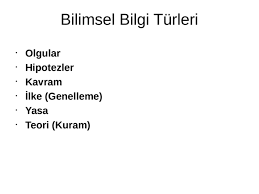 Bilimsel Bilgi Türleri
• Olgular
• Hipotezler
• Kavram
• İlke (Genelleme)
• Yasa
• Teori (Kuram)